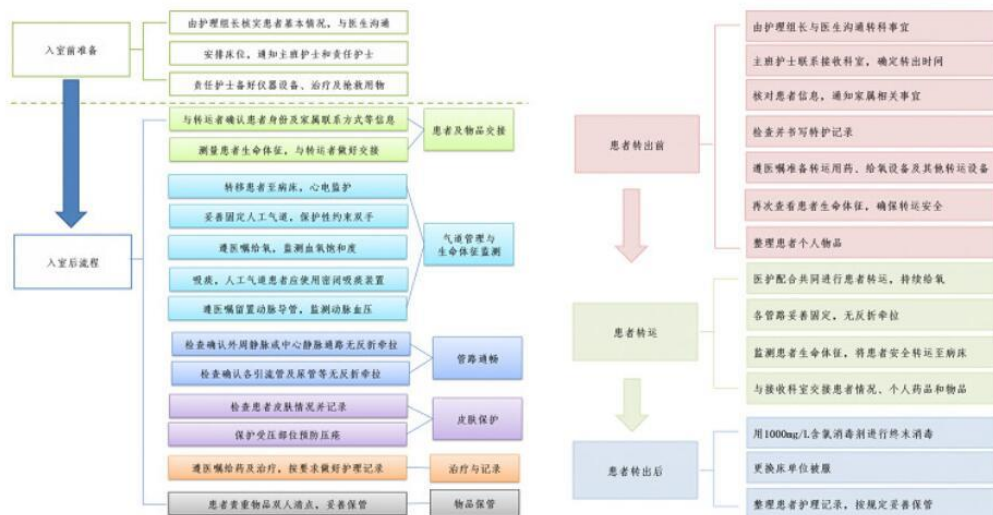 入室前准备
由护理组长核实患者基本情况，与医生沟通
安排床位，通知主班护士和责任护士
责任护士备好仪器设备、治疗及抢救用物
入室后流程
与转运者确认患者身份及家属联系方式等信息
测量患者生命体征，与转运者做好交接
患者及物品交接
转移患者至病床，心电监护
妥善固定人工气道，保护性约束双手
遵医嘱给氧，监测血氧饱和度
吸痰，人工气道患者应使用密闭吸痰装置
遵医嘱留置动脉导管，监测动脉血压
气道管理与
生命体征监测
检查确认外周静脉或中心静脉通路无反折牵拉
检查确认各引流管及尿管等无反折牵拉
管路通畅
检查患者皮肤情况并记录
保护受压部位预防压疮
皮肤保护
遵医嘱给药及治疗，按要求做好护理记录
治疗与记录
患者贵重物品双人清点，妥善保管
物品保管
患者转出前
由护理组长与医生沟通转科事宜
主班护士联系接收科室，确定转出时间
核对患者信息，通知家属相关事宜
检查并书写特护记录
遵医嘱准备转运用药、给氧设备及其他转运设备
再次查看患者生命体征，确保转运安全
整理患者个人物品
患者转运
医护配合共同进行患者转运，持续给氧
各管路妥善固定，无反折牵拉
监测患者生命体征，将患者安全转运至病床
与接收科室交接患者情况、个人药品和物品
患者转出后
用1000mg/L含氯消毒剂进行终末消毒
更换床单位被服
整理患者护理记录，按规定妥善保管